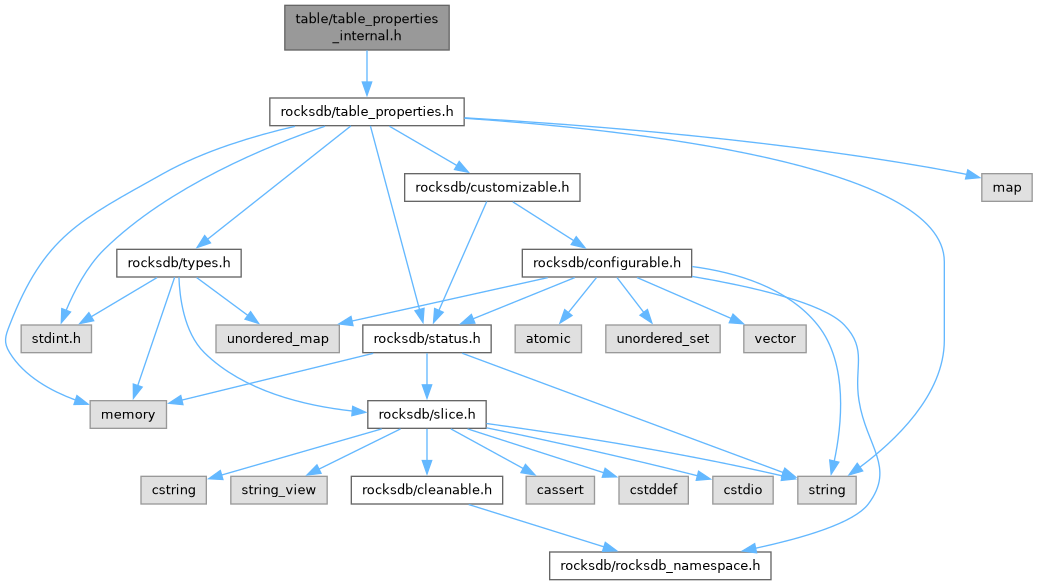 table/table_properties
_internal.h
rocksdb/table_properties.h
rocksdb/customizable.h
map
rocksdb/types.h
rocksdb/configurable.h
stdint.h
unordered_map
rocksdb/status.h
atomic
unordered_set
vector
memory
rocksdb/slice.h
cstring
string_view
rocksdb/cleanable.h
cassert
cstddef
cstdio
string
rocksdb/rocksdb_namespace.h